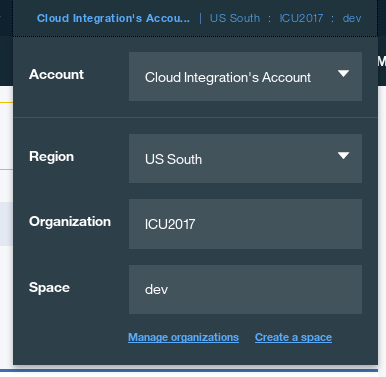 Cloud Integration's Accou... | US South : ICU2017 : dev
M
Account
Cloud Integration's Account
Region
US South
Organization
ICU2017
Space
dev
Manage organizations Create a space